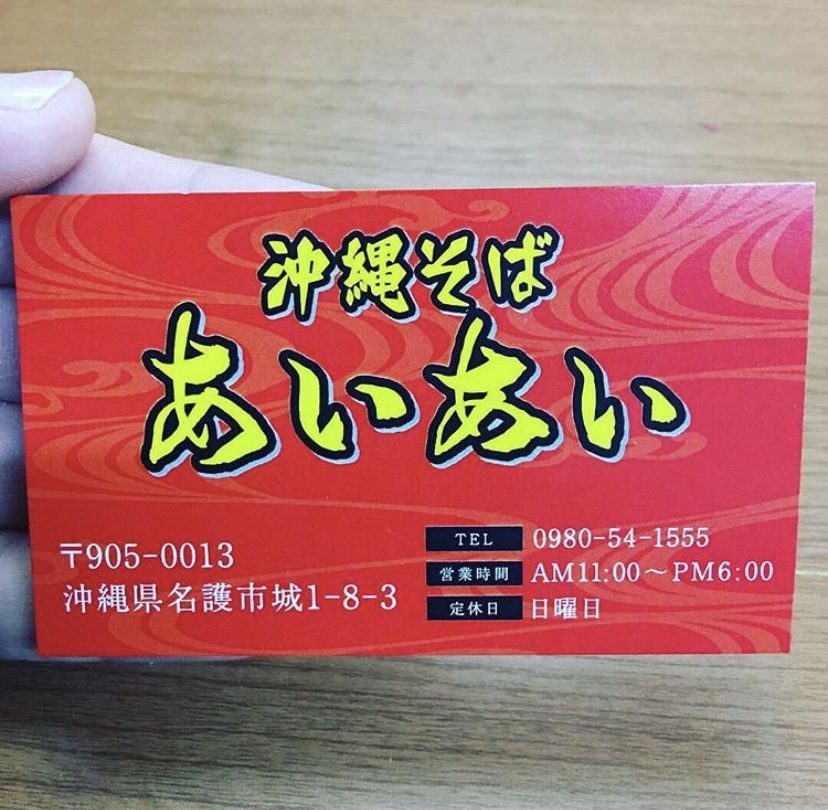 沖縄そば
あいあい
〒905-0013
沖縄県名護市城1-8-3
TEL 0980-54-1555
営業時間 AM11:00～PM6:00
定休日 日曜日